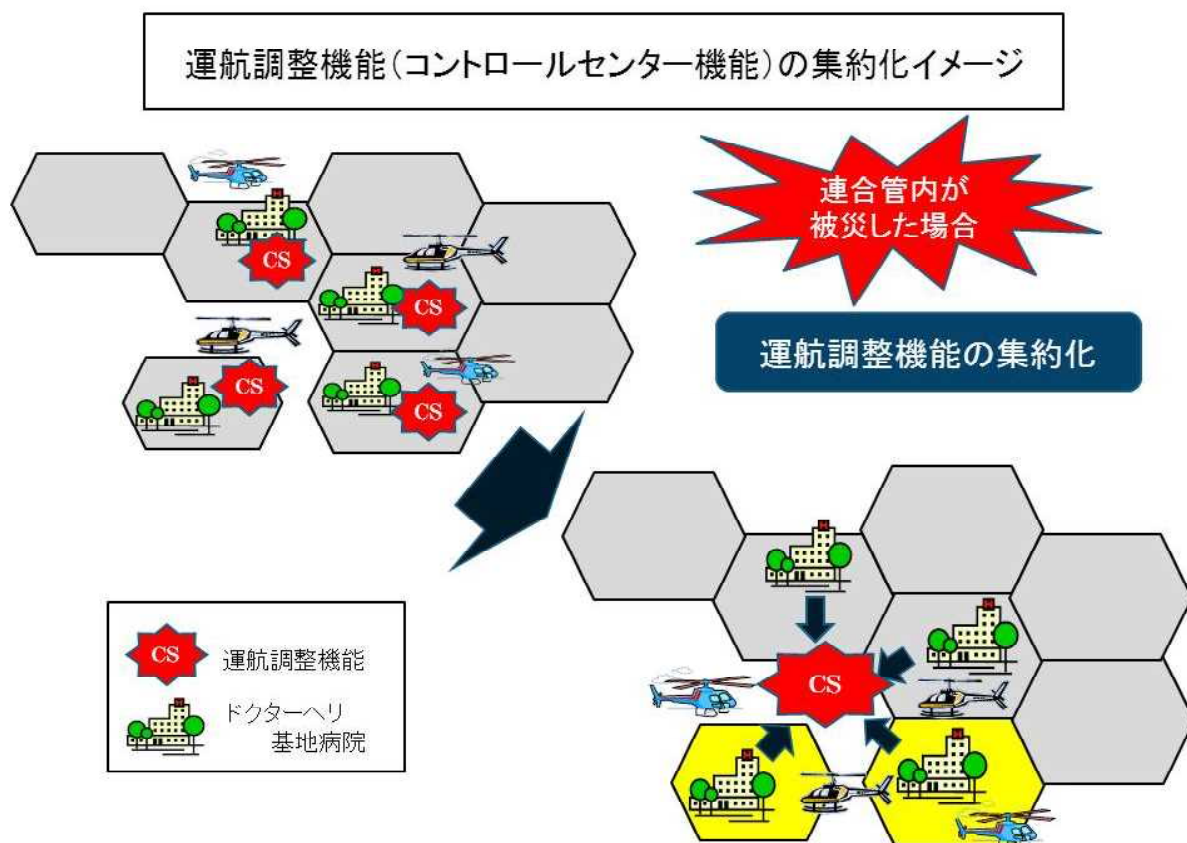 運航調整機能(コントロールセンター機能)の集約化イメージ
連合管内が
被災した場合
運航調整機能の集約化
H
CS
H
CS
H
CS
H
CS
H
H
CS
H
H
CS
運航調整機能
H
ドクターヘリ
基地病院